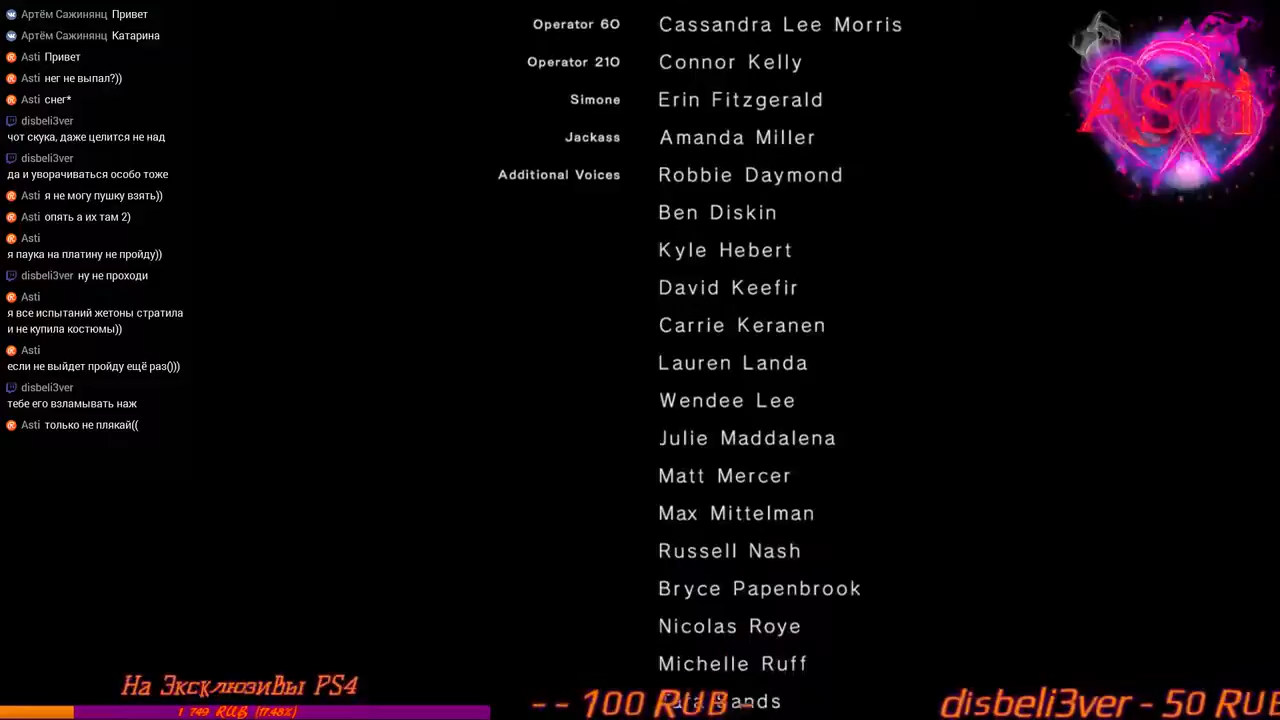 Артём Сажинянц Привет
Артём Сажинянц Катарина
Asti Привет
Asti нег не выпал?))
Asti снег*
disbeli3ver
чот скука, даже целится не над
disbeli3ver
да и уворачиваться особо тоже
Asti я не могу пушку взять))
Asti опять а их там 2)
Asti
я паука на платину не пройду))
disbeli3ver ну не проходи
Asti
я все испытаний жетоны стратила
и не купила костюмы))
Asti
если не выйдет пройду ещё раз()))
disbeli3ver
тебе его взламывать наж
Asti только не плякай((
Operator 60 Cassandra Lee Morris
Operator 210 Connor Kelly
Simone Erin Fitzgerald
Jackass Amanda Miller
Additional Voices Robbie Daymond
Ben Diskin
Kyle Hebert
David Keefir
Carrie Keranen
Lauren Landa
Wendee Lee
Julie Maddalena
Matt Mercer
Max Mittelman
Russell Nash
Bryce Papenbrook
Nicolas Roye
Michelle Ruff
Asti
На Эксклюзивы PS4
1 749 RUB (17.48%)
- - 100 RUB -
disbeli3ver - 50 RUB